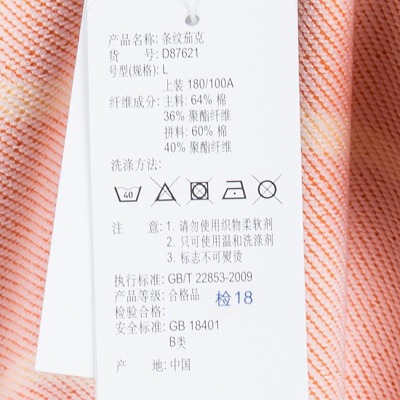 产品名称: 条纹茄克
货 号: D87621
号型(规格): L
上装 180/100A
纤维成分: 主料: 64% 棉
36% 聚酯纤维
拼料: 60% 棉
40% 聚酯纤维
洗涤方法:
40
注 意: 1. 请勿使用织物柔软剂
2. 只可使用温和洗涤剂
3. 标志不可熨烫
执行标准: GB/T 22853-2009
产品等级: 合格品
检18
检验合格:
安全标准: GB 18401
B类
产 地: 中国